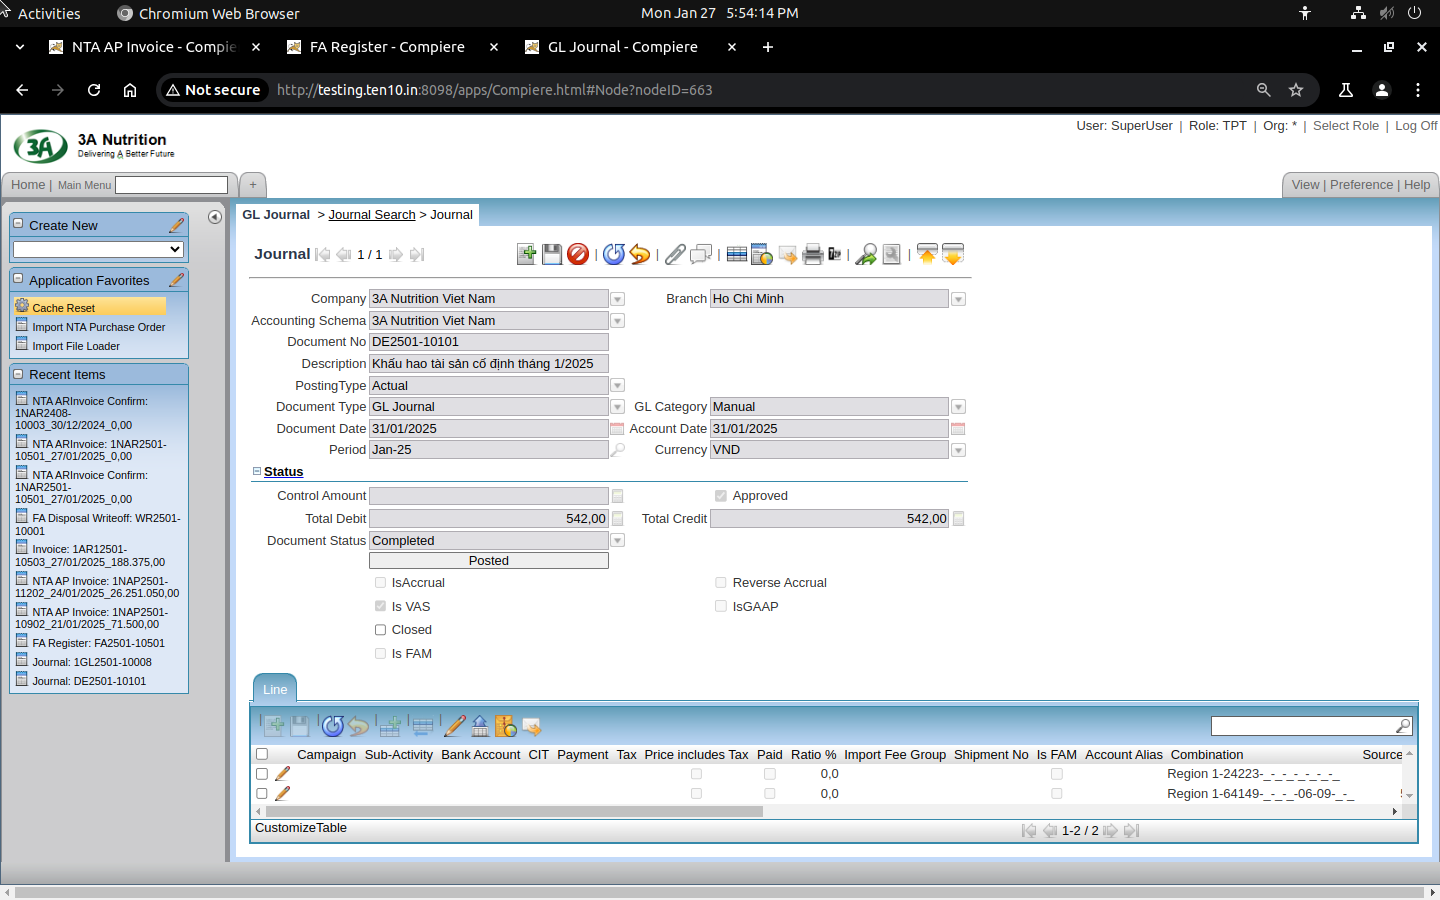 Activities
Chromium Web Browser
Mon Jan 27 5:54:14 PM
NTA AP Invoice - Compie
FA Register - Compiere
GL Journal - Compiere
Not secure
http://testing.ten10.in:8098/apps/Compiere.html#Node?nodeID=663
3A
3A Nutrition
Delivering A Better Future
User: SuperUser | Role: TPT | Org: * | Select Role | Log Off
Home | Main Menu
+
View | Preference | Help
Create New
Application Favorites
Cache Reset
Import NTA Purchase Order
Import File Loader
Recent Items
NTA ARInvoice Confirm:
1NAR2408-
10003_30/12/2024_0,00
NTA ARInvoice: 1NAR2501-
10501_27/01/2025_0,00
NTA ARInvoice Confirm:
1NAR2501-
10501_27/01/2025_0,00
FA Disposal Writeoff: WR2501-
10001
Invoice: 1AR12501-
10503_27/01/2025_188.375,00
NTA AP Invoice: 1NAP2501-
11202_24/01/2025_26.251.050,00
NTA AP Invoice: 1NAP2501-
10902_21/01/2025_71.500,00
FA Register: FA2501-10501
Journal: 1GL2501-10008
Journal: DE2501-10101
GL Journal > Journal Search > Journal
Journal 1 / 1
Company 3A Nutrition Viet Nam
Branch Ho Chi Minh
Accounting Schema 3A Nutrition Viet Nam
Document No DE2501-10101
Description Khấu hao tài sản cố định tháng 1/2025
PostingType Actual
Document Type GL Journal
GL Category Manual
Document Date 31/01/2025
Account Date 31/01/2025
Period Jan-25
Currency VND
Status
Control Amount
Approved
Total Debit 542,00
Total Credit 542,00
Document Status Completed
Posted
IsAccrual
Reverse Accrual
Is VAS
IsGAAP
Closed
Is FAM
Line
Campaign Sub-Activity Bank Account CIT Payment Tax Price includes Tax Paid Ratio % Import Fee Group Shipment No Is FAM Account Alias Combination Source
0,0 Region 1-24223-_-_-_-_-_-_-_
0,0 Region 1-64149-_-_-_-06-09-_-_
CustomizeTable
1-2 / 2